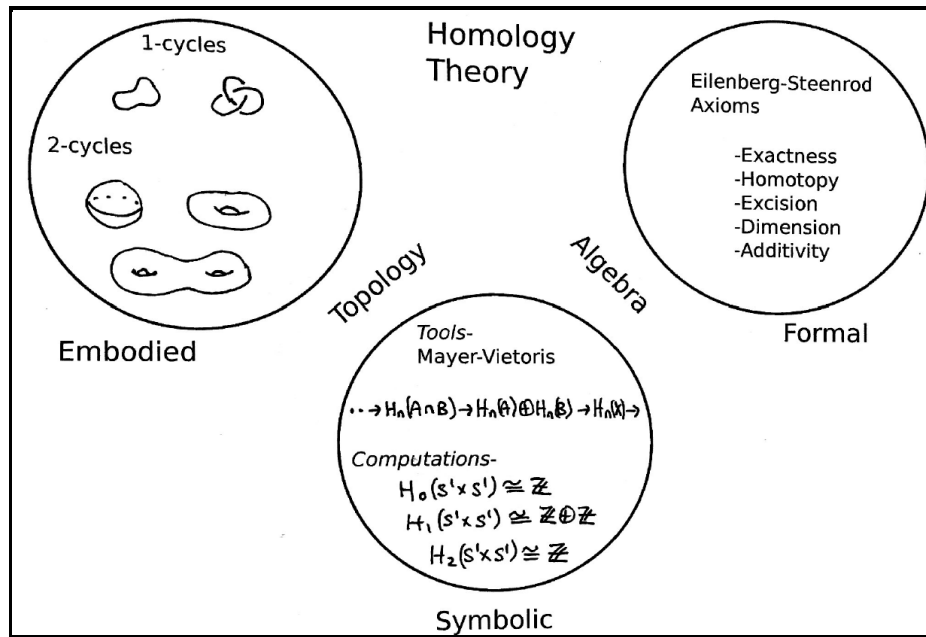 Homology
Theory
1-cycles
2-cycles
Embodied
Topology
Algebra
Eilenberg-Steenrod
Axioms
-Exactness
-Homotopy
-Excision
-Dimension
-Additivity
Formal
Tools-
Mayer-Vietoris
··→Hₙ(A∩B)→Hₙ(A)⊕Hₙ(B)→Hₙ(X)→
Computations-
H₀(S¹×S¹)≅ℤ
H₁(S¹×S¹)≅ℤ⊕ℤ
H₂(S¹×S¹)≅ℤ
Symbolic